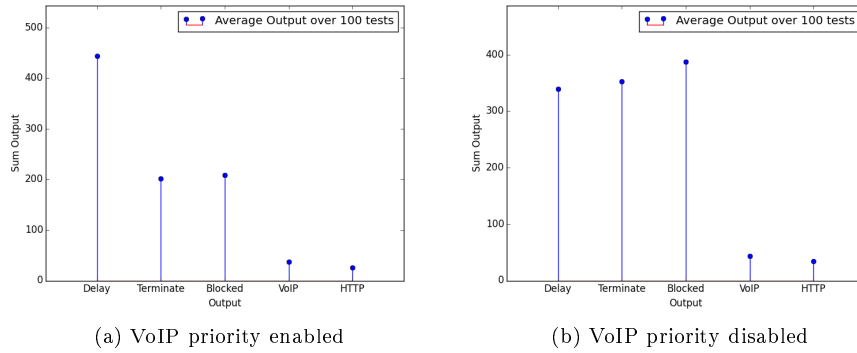 Average Output over 100 tests
Sum Output
500
400
300
200
100
0
Delay Terminate Blocked VoIP HTTP
Output
(a) VoIP priority enabled
Average Output over 100 tests
Sum Output
400
300
200
100
0
Delay Terminate Blocked VoIP HTTP
Output
(b) VoIP priority disabled